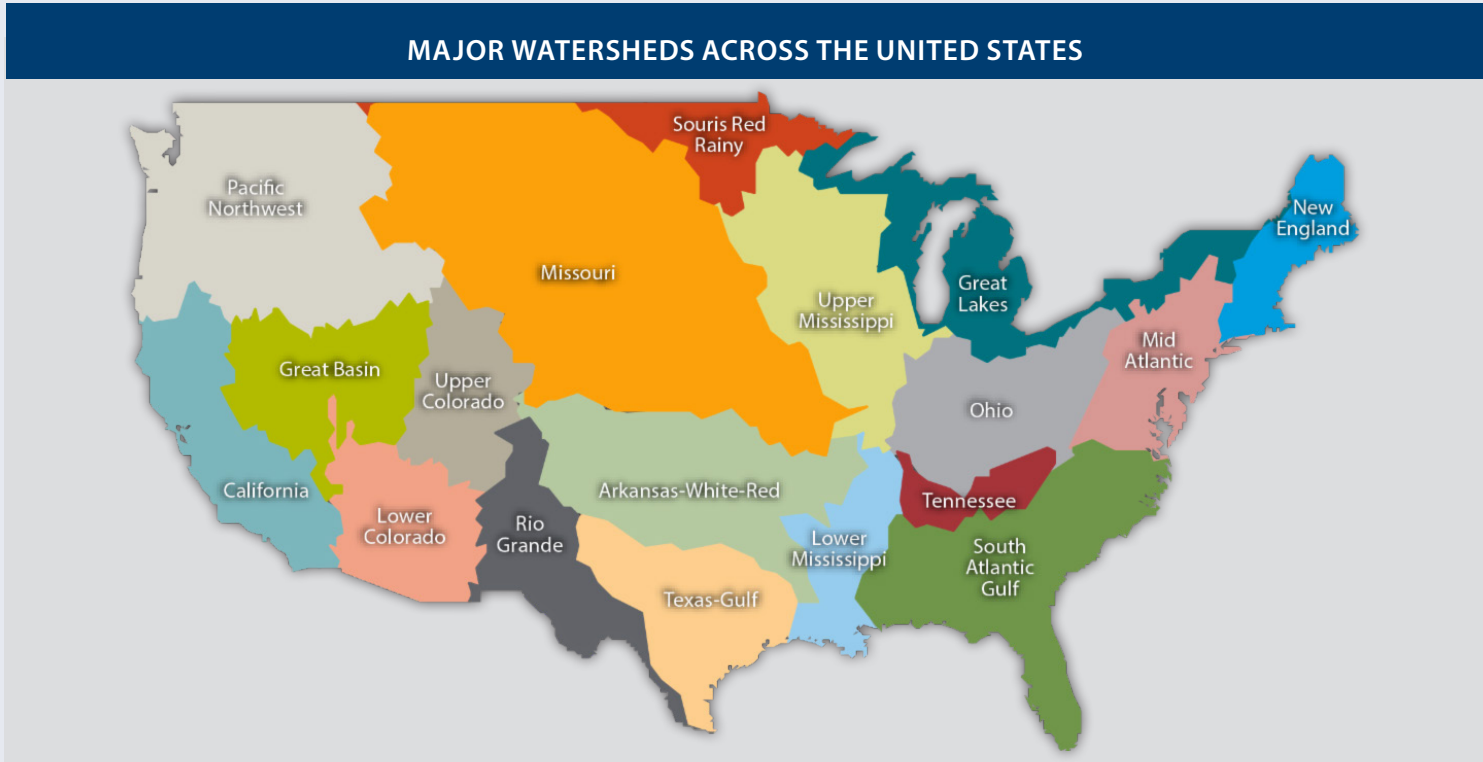 MAJOR WATERSHEDS ACROSS THE UNITED STATES
Souris Red
Rainy
Pacific
Northwest
New
England
Missouri
Great
Lakes
Upper
Mississippi
Mid
Atlantic
Great Basin
Upper
Colorado
Ohio
California
Arkansas-White-Red
Tennessee
Lower
Colorado
Rio
Grande
Lower
Mississippi
South
Atlantic
Gulf
Texas-Gulf